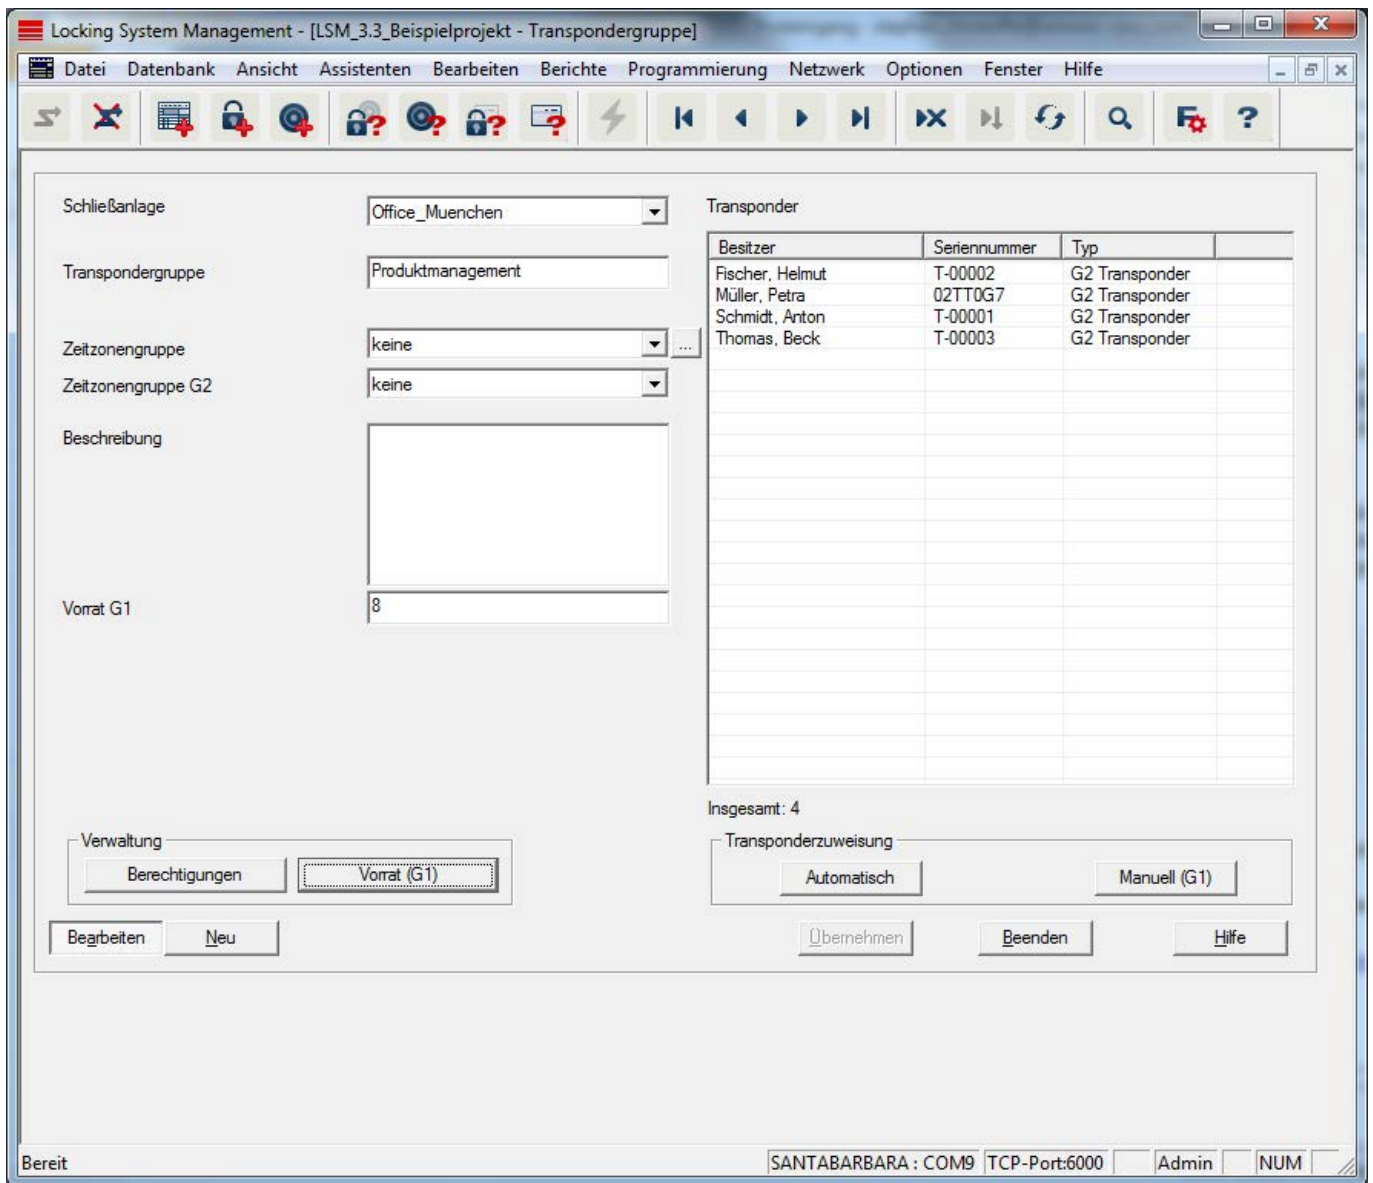 Locking System Management - [LSM_3.3_Beispielprojekt - Transpondergruppe]
Datei Datenbank Ansicht Assistenten Bearbeiten Berichte Programmierung Netzwerk Optionen Fenster Hilfe
Schließanlage
Office_Muenchen
Transpondergruppe
Produktmanagement
Zeitzonengruppe
keine
...
Zeitzonengruppe G2
keine
Beschreibung
Vorrat G1
8
Transponder
Besitzer Seriennummer Typ
Fischer, Helmut T-00002 G2 Transponder
Müller, Petra 02TT0G7 G2 Transponder
Schmidt, Anton T-00001 G2 Transponder
Thomas, Beck T-00003 G2 Transponder
Insgesamt: 4
Verwaltung
Berechtigungen Vorrat (G1)
Transponderzuweisung
Automatisch Manuell (G1)
Bearbeiten Neu Übernehmen Beenden Hilfe
Bereit SANTABARBARA : COM9 TCP-Port:6000 Admin NUM